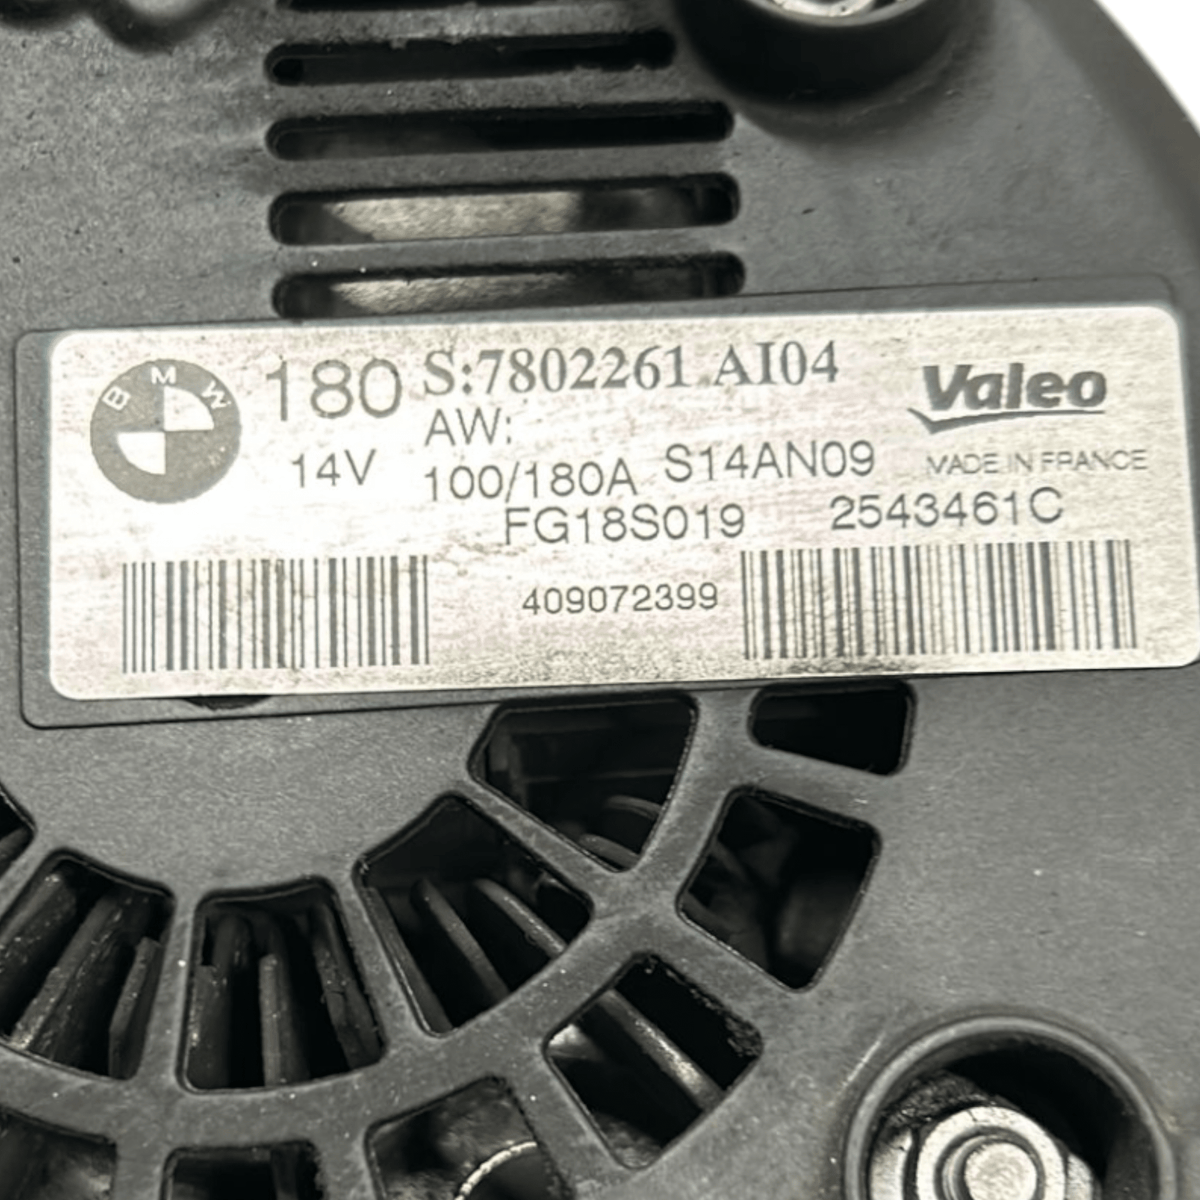 BMW 180 S:7802261 AI04 Valeo
AW:
14V 100/180A S14AN09 MADE IN FRANCE
FG18S019 2543461C
409072399